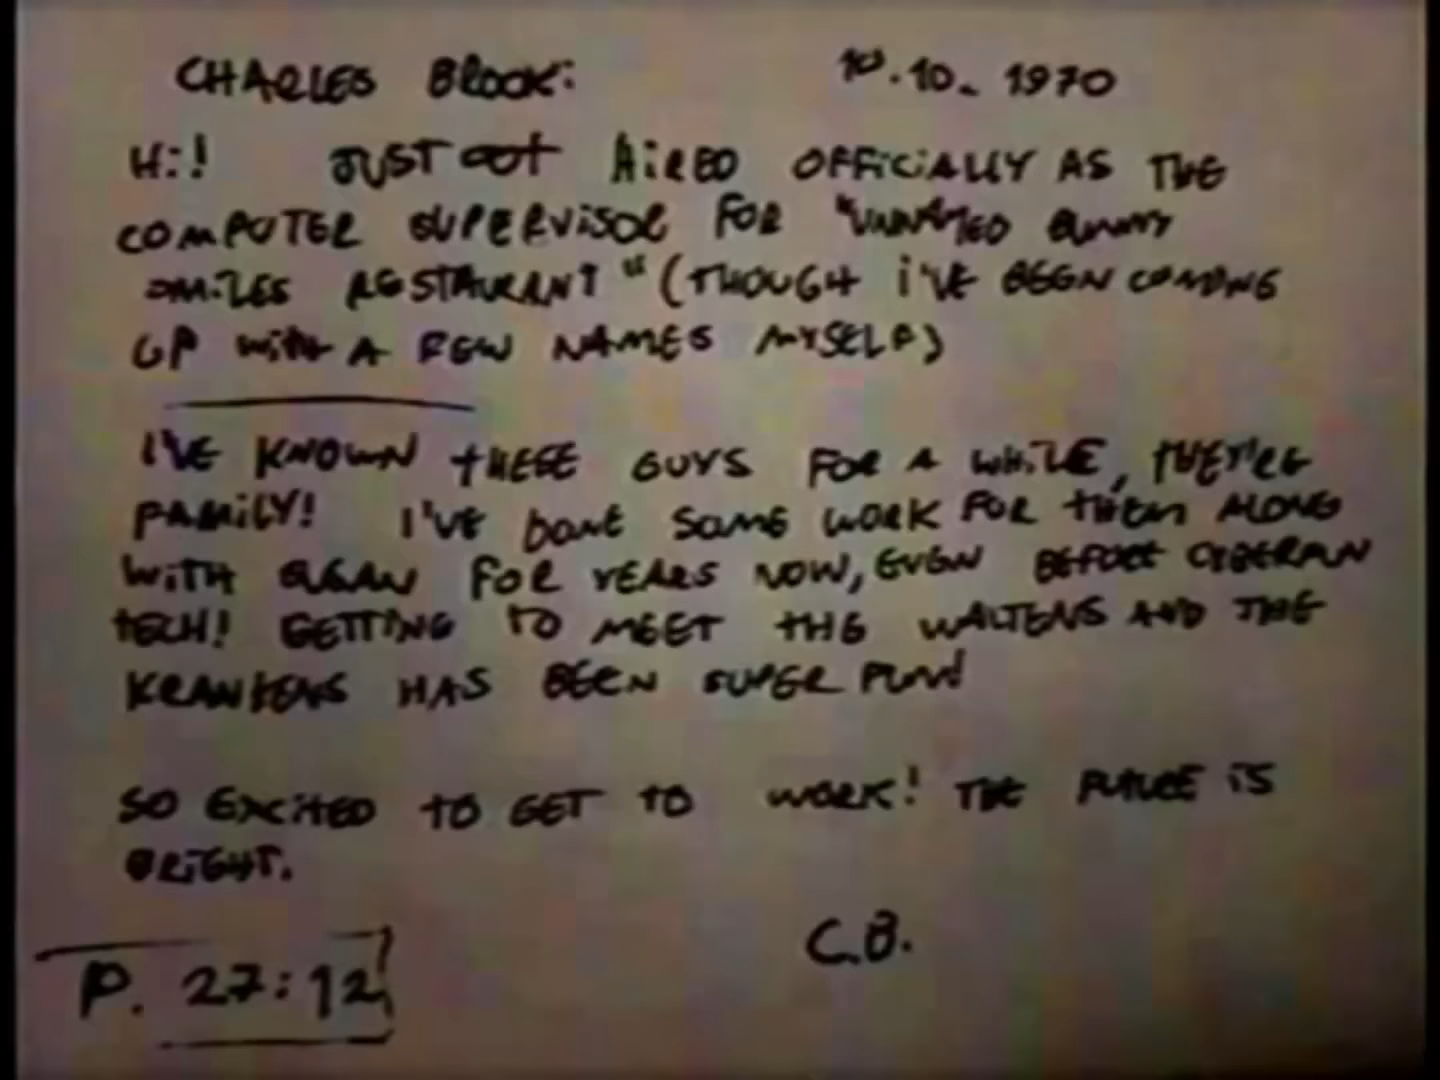 CHARLES BROOK: 10.10. 1970
Hi! JUST GOT HIRED OFFICIALLY AS THE
COMPUTER SUPERVISOR FOR "UNNAMED BUNNY
SMILES RESTAURANT" (THOUGH I'VE BEEN COMING
UP WITH A FEW NAMES MYSELF)
I'VE KNOWN THESE GUYS FOR A WHILE, THEY'RE
FAMILY! I'VE DONE SOME WORK FOR THEM ALONG
WITH SUSAN FOR YEARS NOW, EVEN BEFORE CYBERFUN
TECH! GETTING TO MEET THE WALTENS AND THE
KRANKENS HAS BEEN SUPER FUN!
SO EXCITED TO GET TO WORK! THE FUTURE IS
BRIGHT.
C.B.
P. 27:12